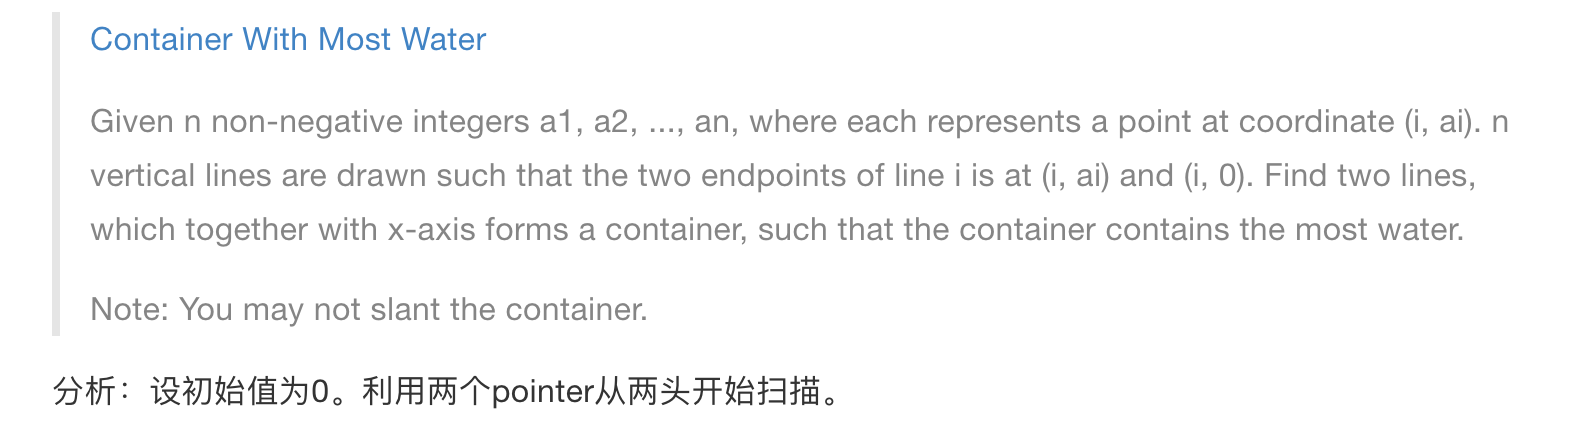 Container With Most Water
Given n non-negative integers a1, a2, ..., an, where each represents a point at coordinate (i, ai). n
vertical lines are drawn such that the two endpoints of line i is at (i, ai) and (i, 0). Find two lines,
which together with x-axis forms a container, such that the container contains the most water.
Note: You may not slant the container.
分析：设初始值为0。利用两个pointer从两头开始扫描。